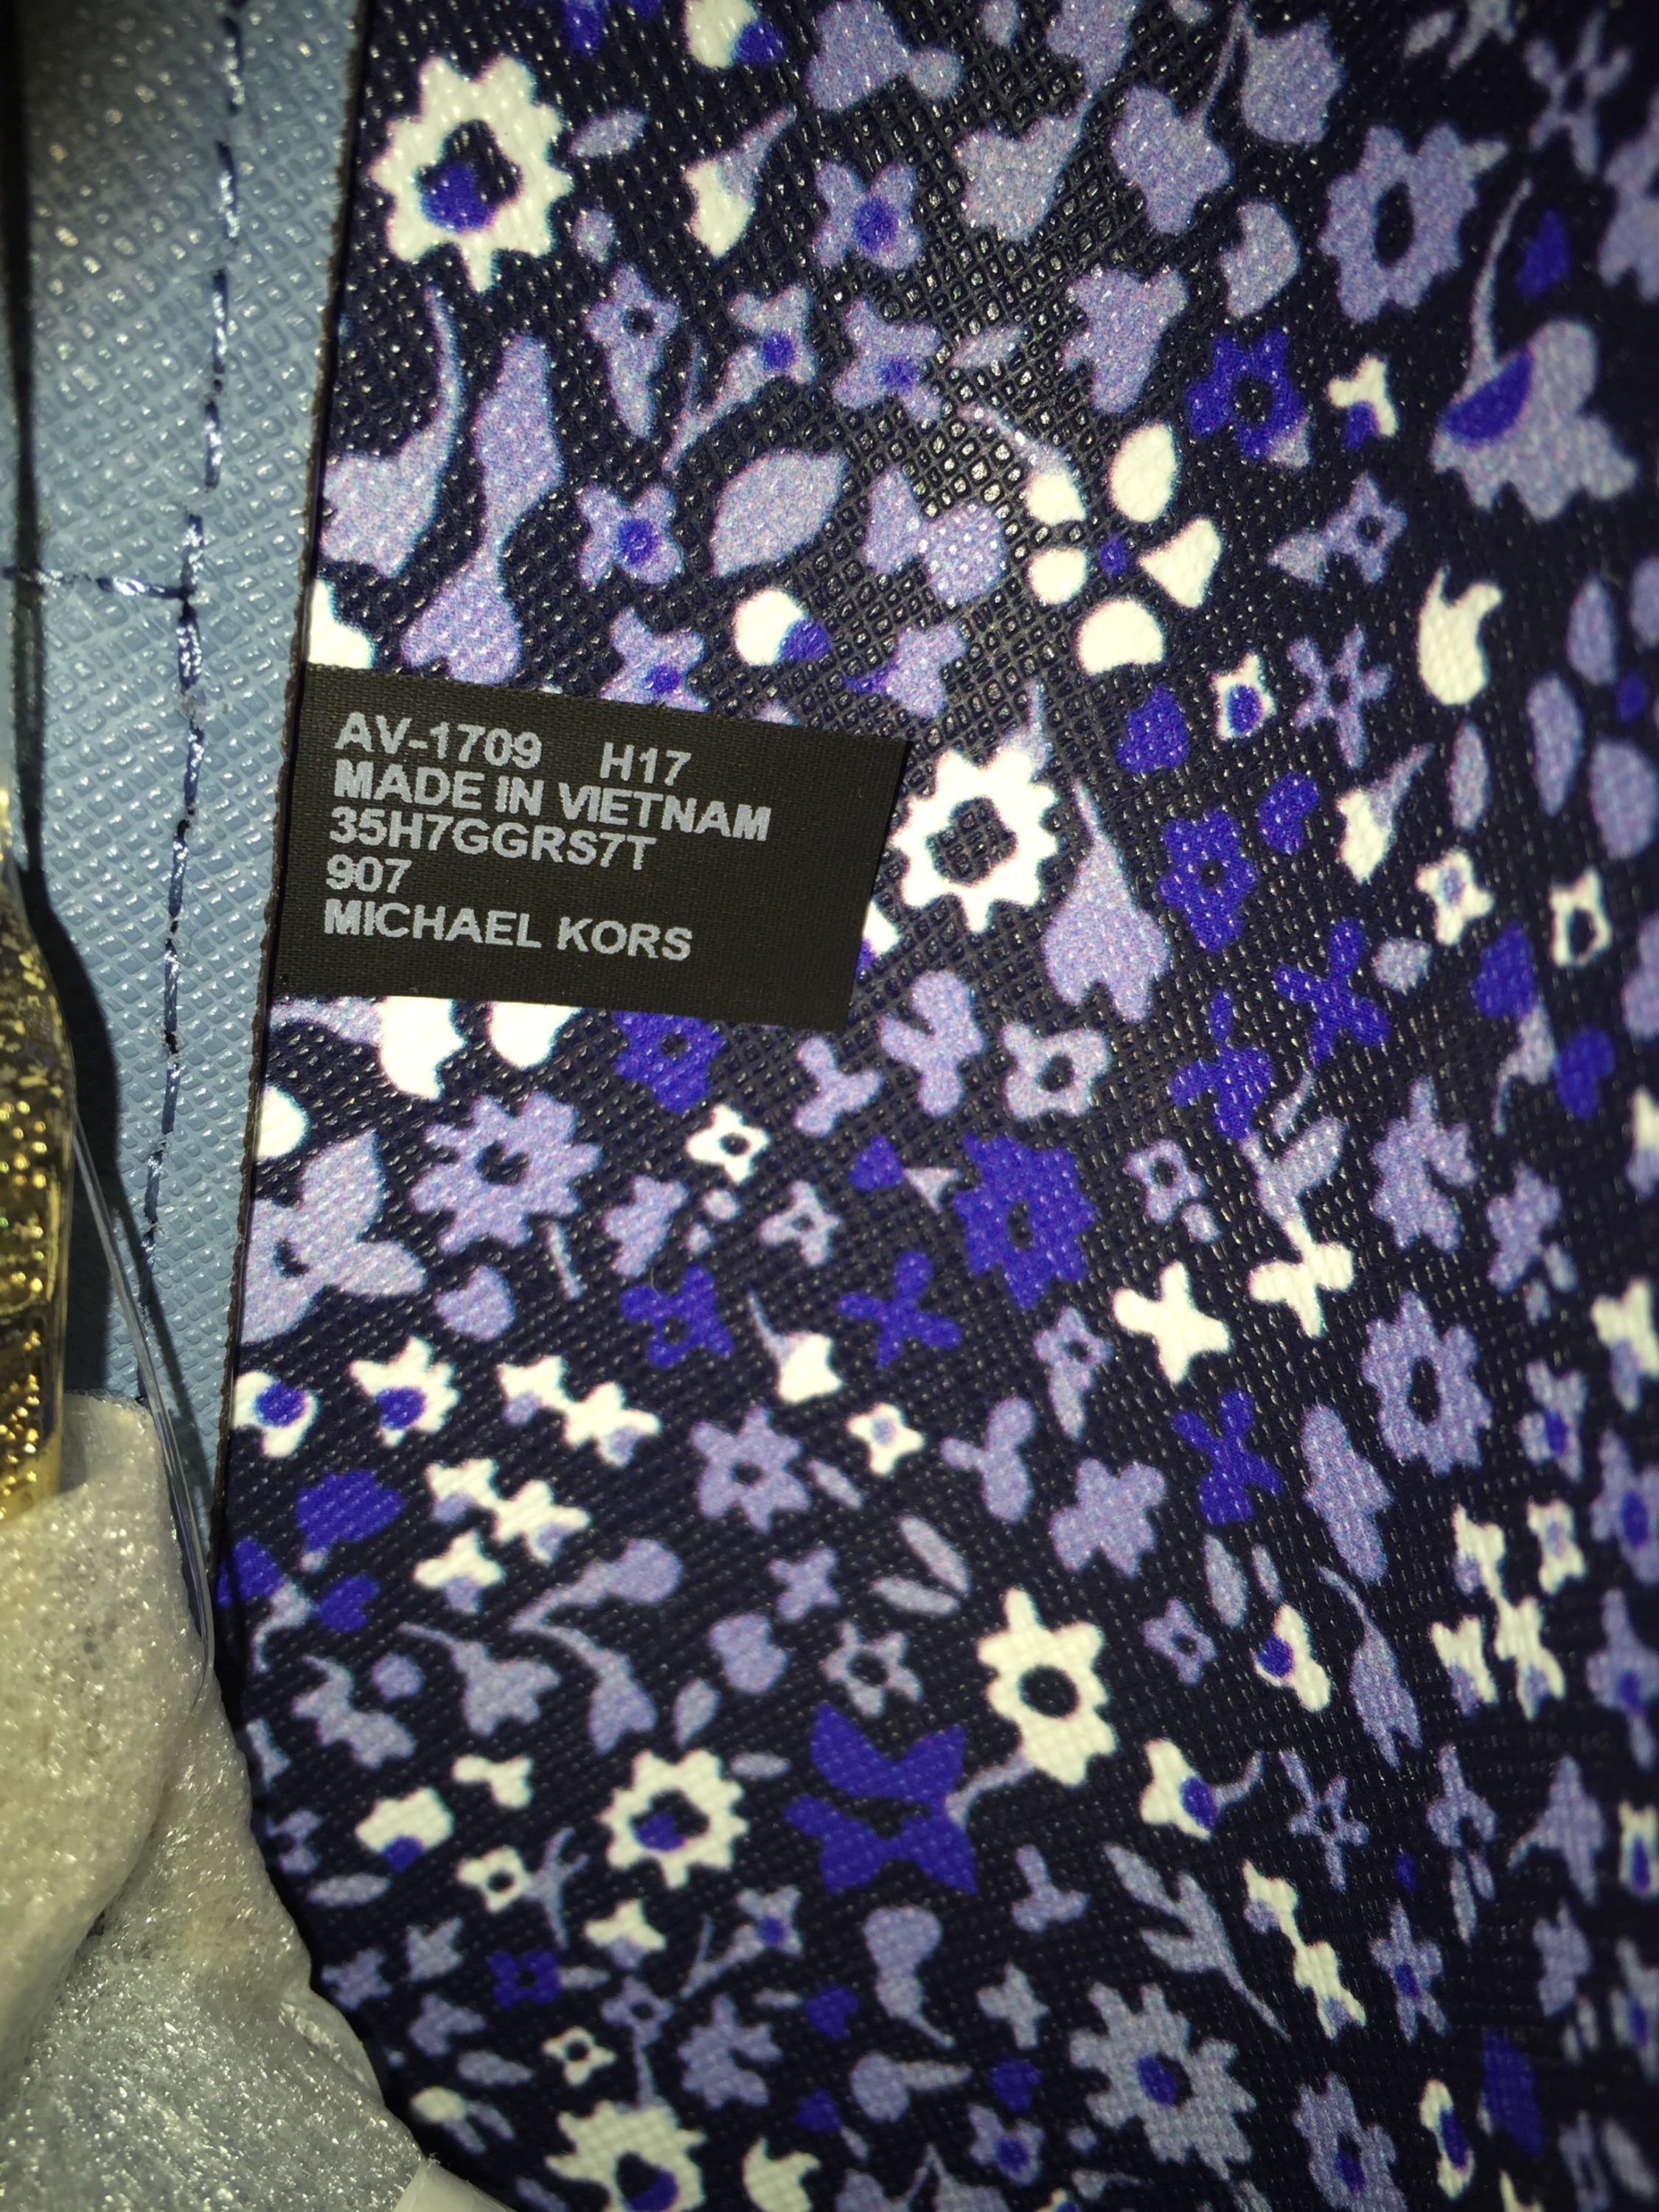 AV-1709 H17
MADE IN VIETNAM
35H7GGRS7T
907
MICHAEL KORS